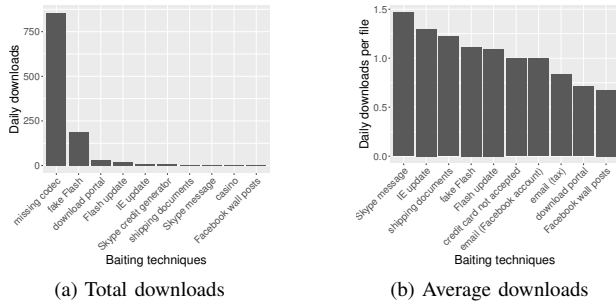 Daily downloads
750
500
250
0
missing codec
fake Flash
download portal
Flash update
IE update
Skype credit generator
shipping documents
Skype message
casino
Facebook wall posts
Baiting techniques
(a) Total downloads
Daily downloads per file
1.5
1.0
0.5
0.0
Skype message
IE update
shipping documents
fake Flash
Flash update
credit card not accepted
email (Facebook account)
email (tax)
download portal
Facebook wall posts
Baiting techniques
(b) Average downloads